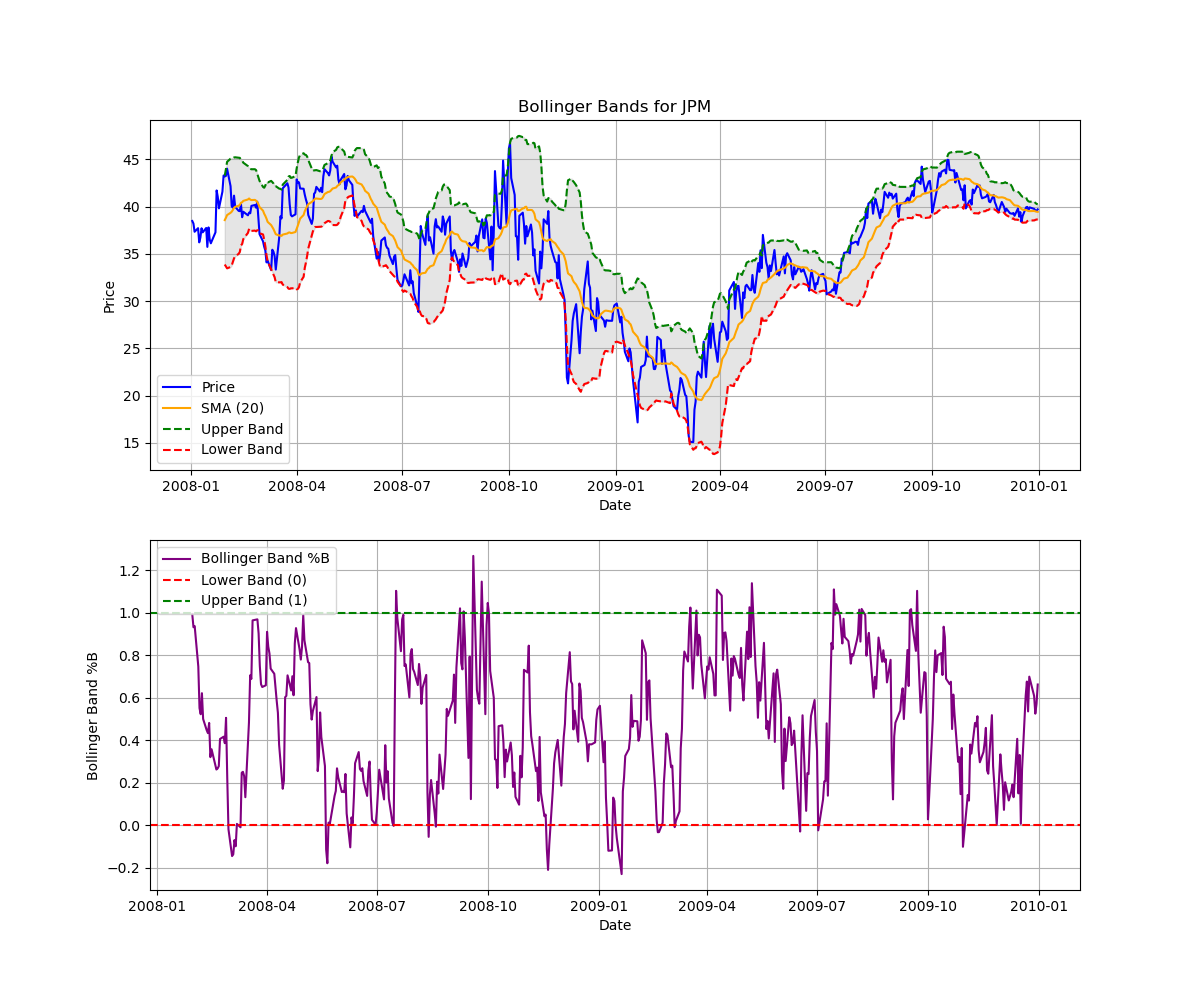 Bollinger Bands for JPM
Price
45
40
35
30
25
20
15
Price
SMA (20)
Upper Band
Lower Band
2008-01 2008-04 2008-07 2008-10 2009-01 2009-04 2009-07 2009-10 2010-01
Date
Bollinger Band %B
1.2
1.0
0.8
0.6
0.4
0.2
0.0
−0.2
Bollinger Band %B
Lower Band (0)
Upper Band (1)
2008-01 2008-04 2008-07 2008-10 2009-01 2009-04 2009-07 2009-10 2010-01
Date